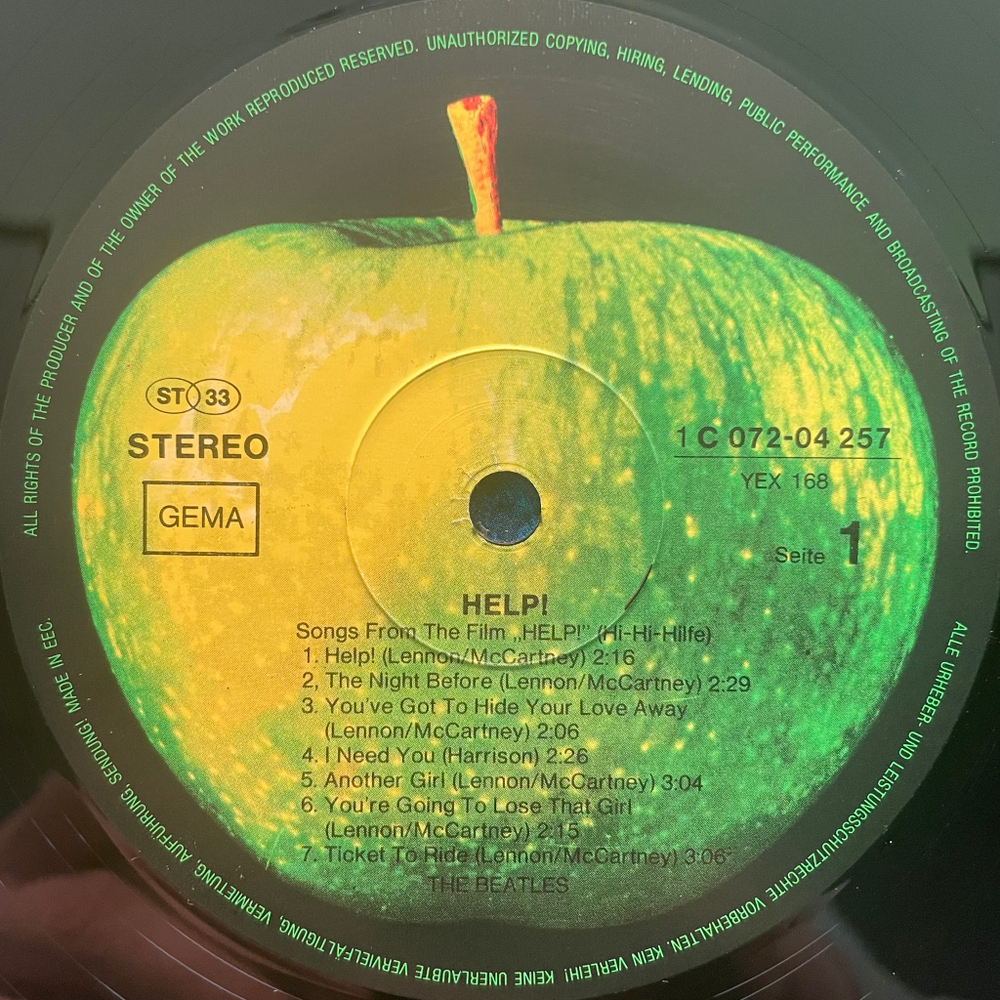 ALL RIGHTS OF THE PRODUCER AND OF THE OWNER OF THE WORK REPRODUCED RESERVED. UNAUTHORIZED COPYING, HIRING, LENDING, PUBLIC PERFORMANCE AND BROADCASTING OF THE RECORD PROHIBITED.
ST 33
STEREO
GEMA
1 C 072-04 257
YEX 168
Seite 1
HELP!
Songs From The Film „HELP!” (Hi-Hi-Hilfe)
1. Help! (Lennon/McCartney) 2:16
2, The Night Before (Lennon/McCartney) 2:29
3. You've Got To Hide Your Love Away
(Lennon/McCartney) 2:06
4. I Need You (Harrison) 2:26
5. Another Girl (Lennon/McCartney) 3:04
6. You're Going To Lose That Girl
(Lennon/McCartney) 2:15
7. Ticket To Ride (Lennon/McCartney) 3:06
THE BEATLES
ALLE URHEBER- UND LEISTUNGSSCHUTZRECHTE VORBEHALTEN. KEIN VERLEIH! KEINE UNERLAUBTE VERVIELFÄLTIGUNG, VERMIETUNG, AUFFÜHRUNG, SENDUNG! MADE IN EEC.